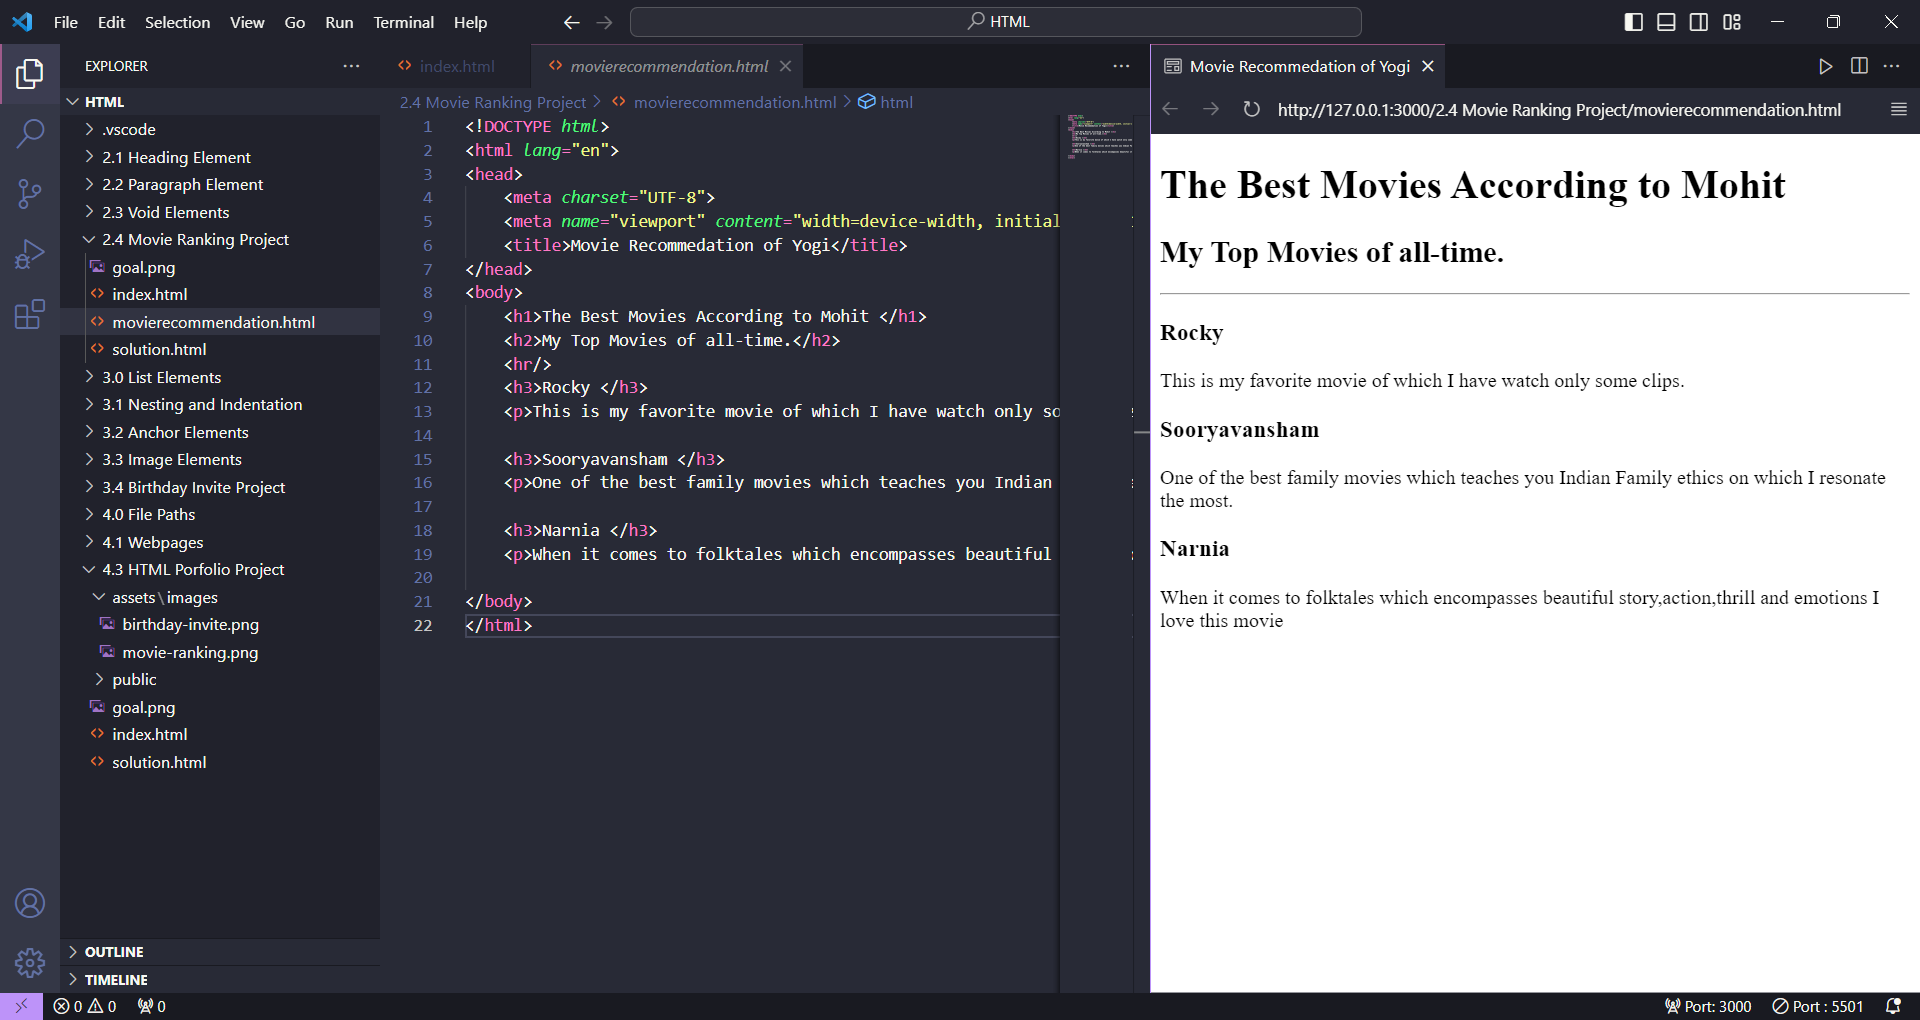 File Edit Selection View Go Run Terminal Help
HTML
EXPLORER
HTML
.vscode
2.1 Heading Element
2.2 Paragraph Element
2.3 Void Elements
2.4 Movie Ranking Project
goal.png
index.html
movierecommendation.html
solution.html
3.0 List Elements
3.1 Nesting and Indentation
3.2 Anchor Elements
3.3 Image Elements
3.4 Birthday Invite Project
4.0 File Paths
4.1 Webpages
4.3 HTML Porfolio Project
assets\images
birthday-invite.png
movie-ranking.png
public
goal.png
index.html
solution.html
OUTLINE
TIMELINE
index.html
movierecommendation.html
2.4 Movie Ranking Project > movierecommendation.html > html
1 <!DOCTYPE html>
2 <html lang="en">
3 <head>
4 <meta charset="UTF-8">
5 <meta name="viewport" content="width=device-width, initial
6 <title>Movie Recommedation of Yogi</title>
7 </head>
8 <body>
9 <h1>The Best Movies According to Mohit </h1>
10 <h2>My Top Movies of all-time.</h2>
11 <hr/>
12 <h3>Rocky </h3>
13 <p>This is my favorite movie of which I have watch only so
14
15 <h3>Sooryavansham </h3>
16 <p>One of the best family movies which teaches you Indian
17
18 <h3>Narnia </h3>
19 <p>When it comes to folktales which encompasses beautiful
20
21 </body>
22 </html>
Movie Recommedation of Yogi
http://127.0.0.1:3000/2.4 Movie Ranking Project/movierecommendation.html
The Best Movies According to Mohit
My Top Movies of all-time.
Rocky
This is my favorite movie of which I have watch only some clips.
Sooryavansham
One of the best family movies which teaches you Indian Family ethics on which I resonate
the most.
Narnia
When it comes to folktales which encompasses beautiful story,action,thrill and emotions I
love this movie
0 0 0
Port: 3000 Port : 5501